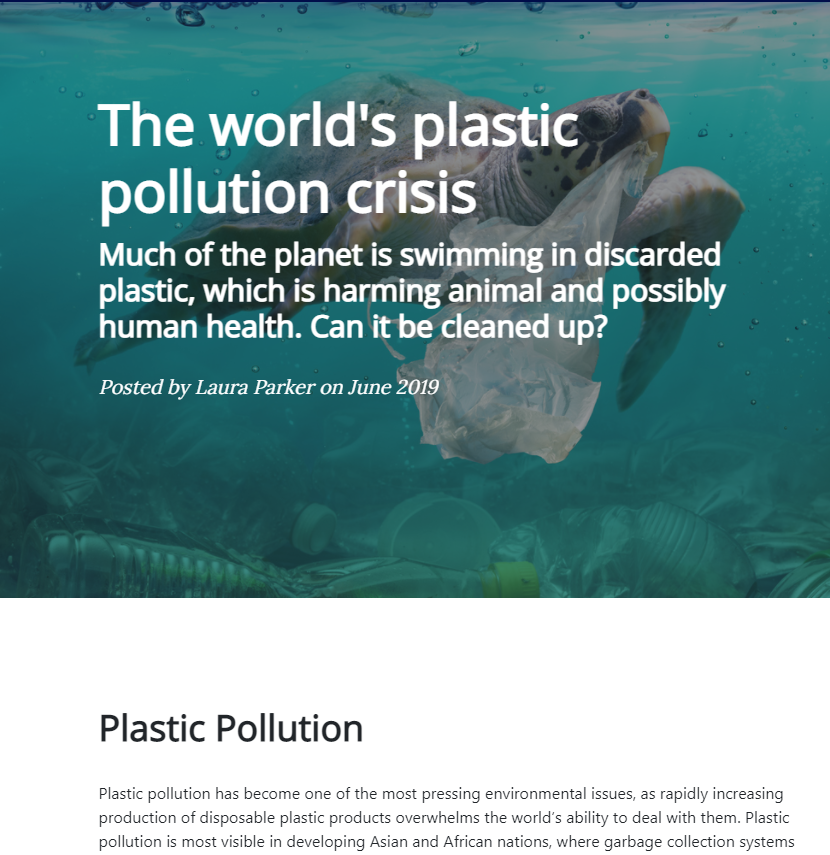 The world's plastic
pollution crisis
Much of the planet is swimming in discarded
plastic, which is harming animal and possibly
human health. Can it be cleaned up?
Posted by Laura Parker on June 2019
Plastic Pollution
Plastic pollution has become one of the most pressing environmental issues, as rapidly increasing
production of disposable plastic products overwhelms the world’s ability to deal with them. Plastic
pollution is most visible in developing Asian and African nations, where garbage collection systems